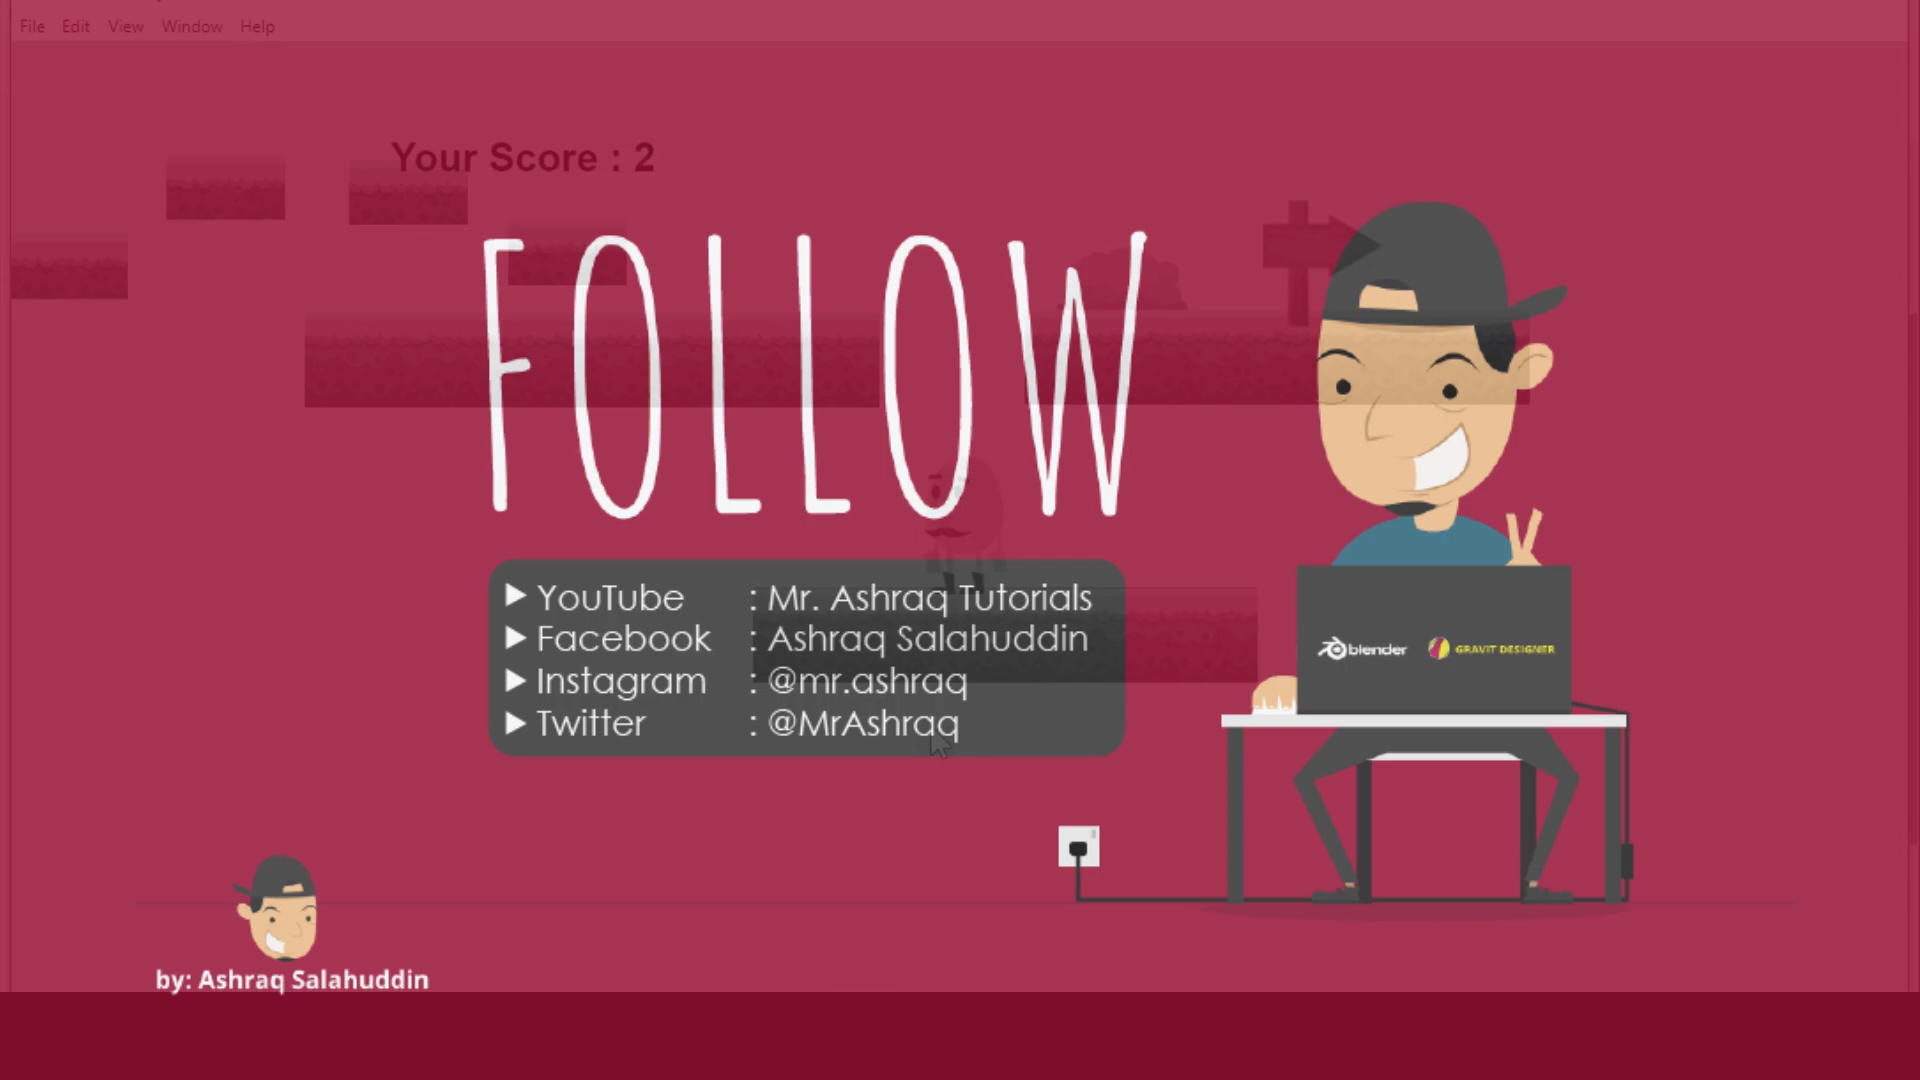 File Edit View Window Help
Your Score : 2
FOLLOW
YouTube : Mr. Ashraq Tutorials
Facebook : Ashraq Salahuddin
Instagram : @mr.ashraq
Twitter : @MrAshraq
blender GRAVIT DESIGNER
by: Ashraq Salahuddin